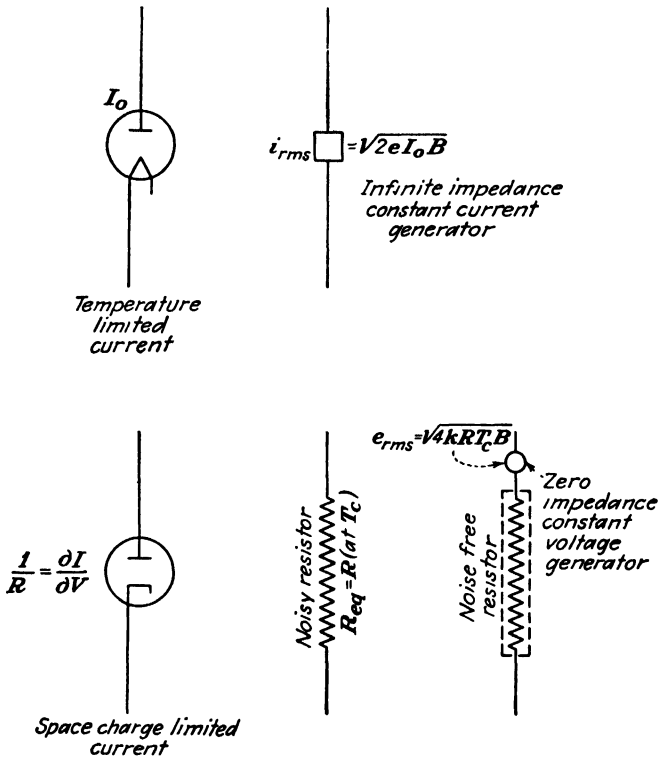 I₀
Temperature
limited
current
i_rms = √2eI₀B
Infinite impedance
constant current
generator
1/R = ∂I/∂V
Space charge limited
current
Noisy resistor
R_eq = R (at T_c)
e_rms = √4kRT_cB
Zero
impedance
constant
voltage
generator
Noise free
resistor